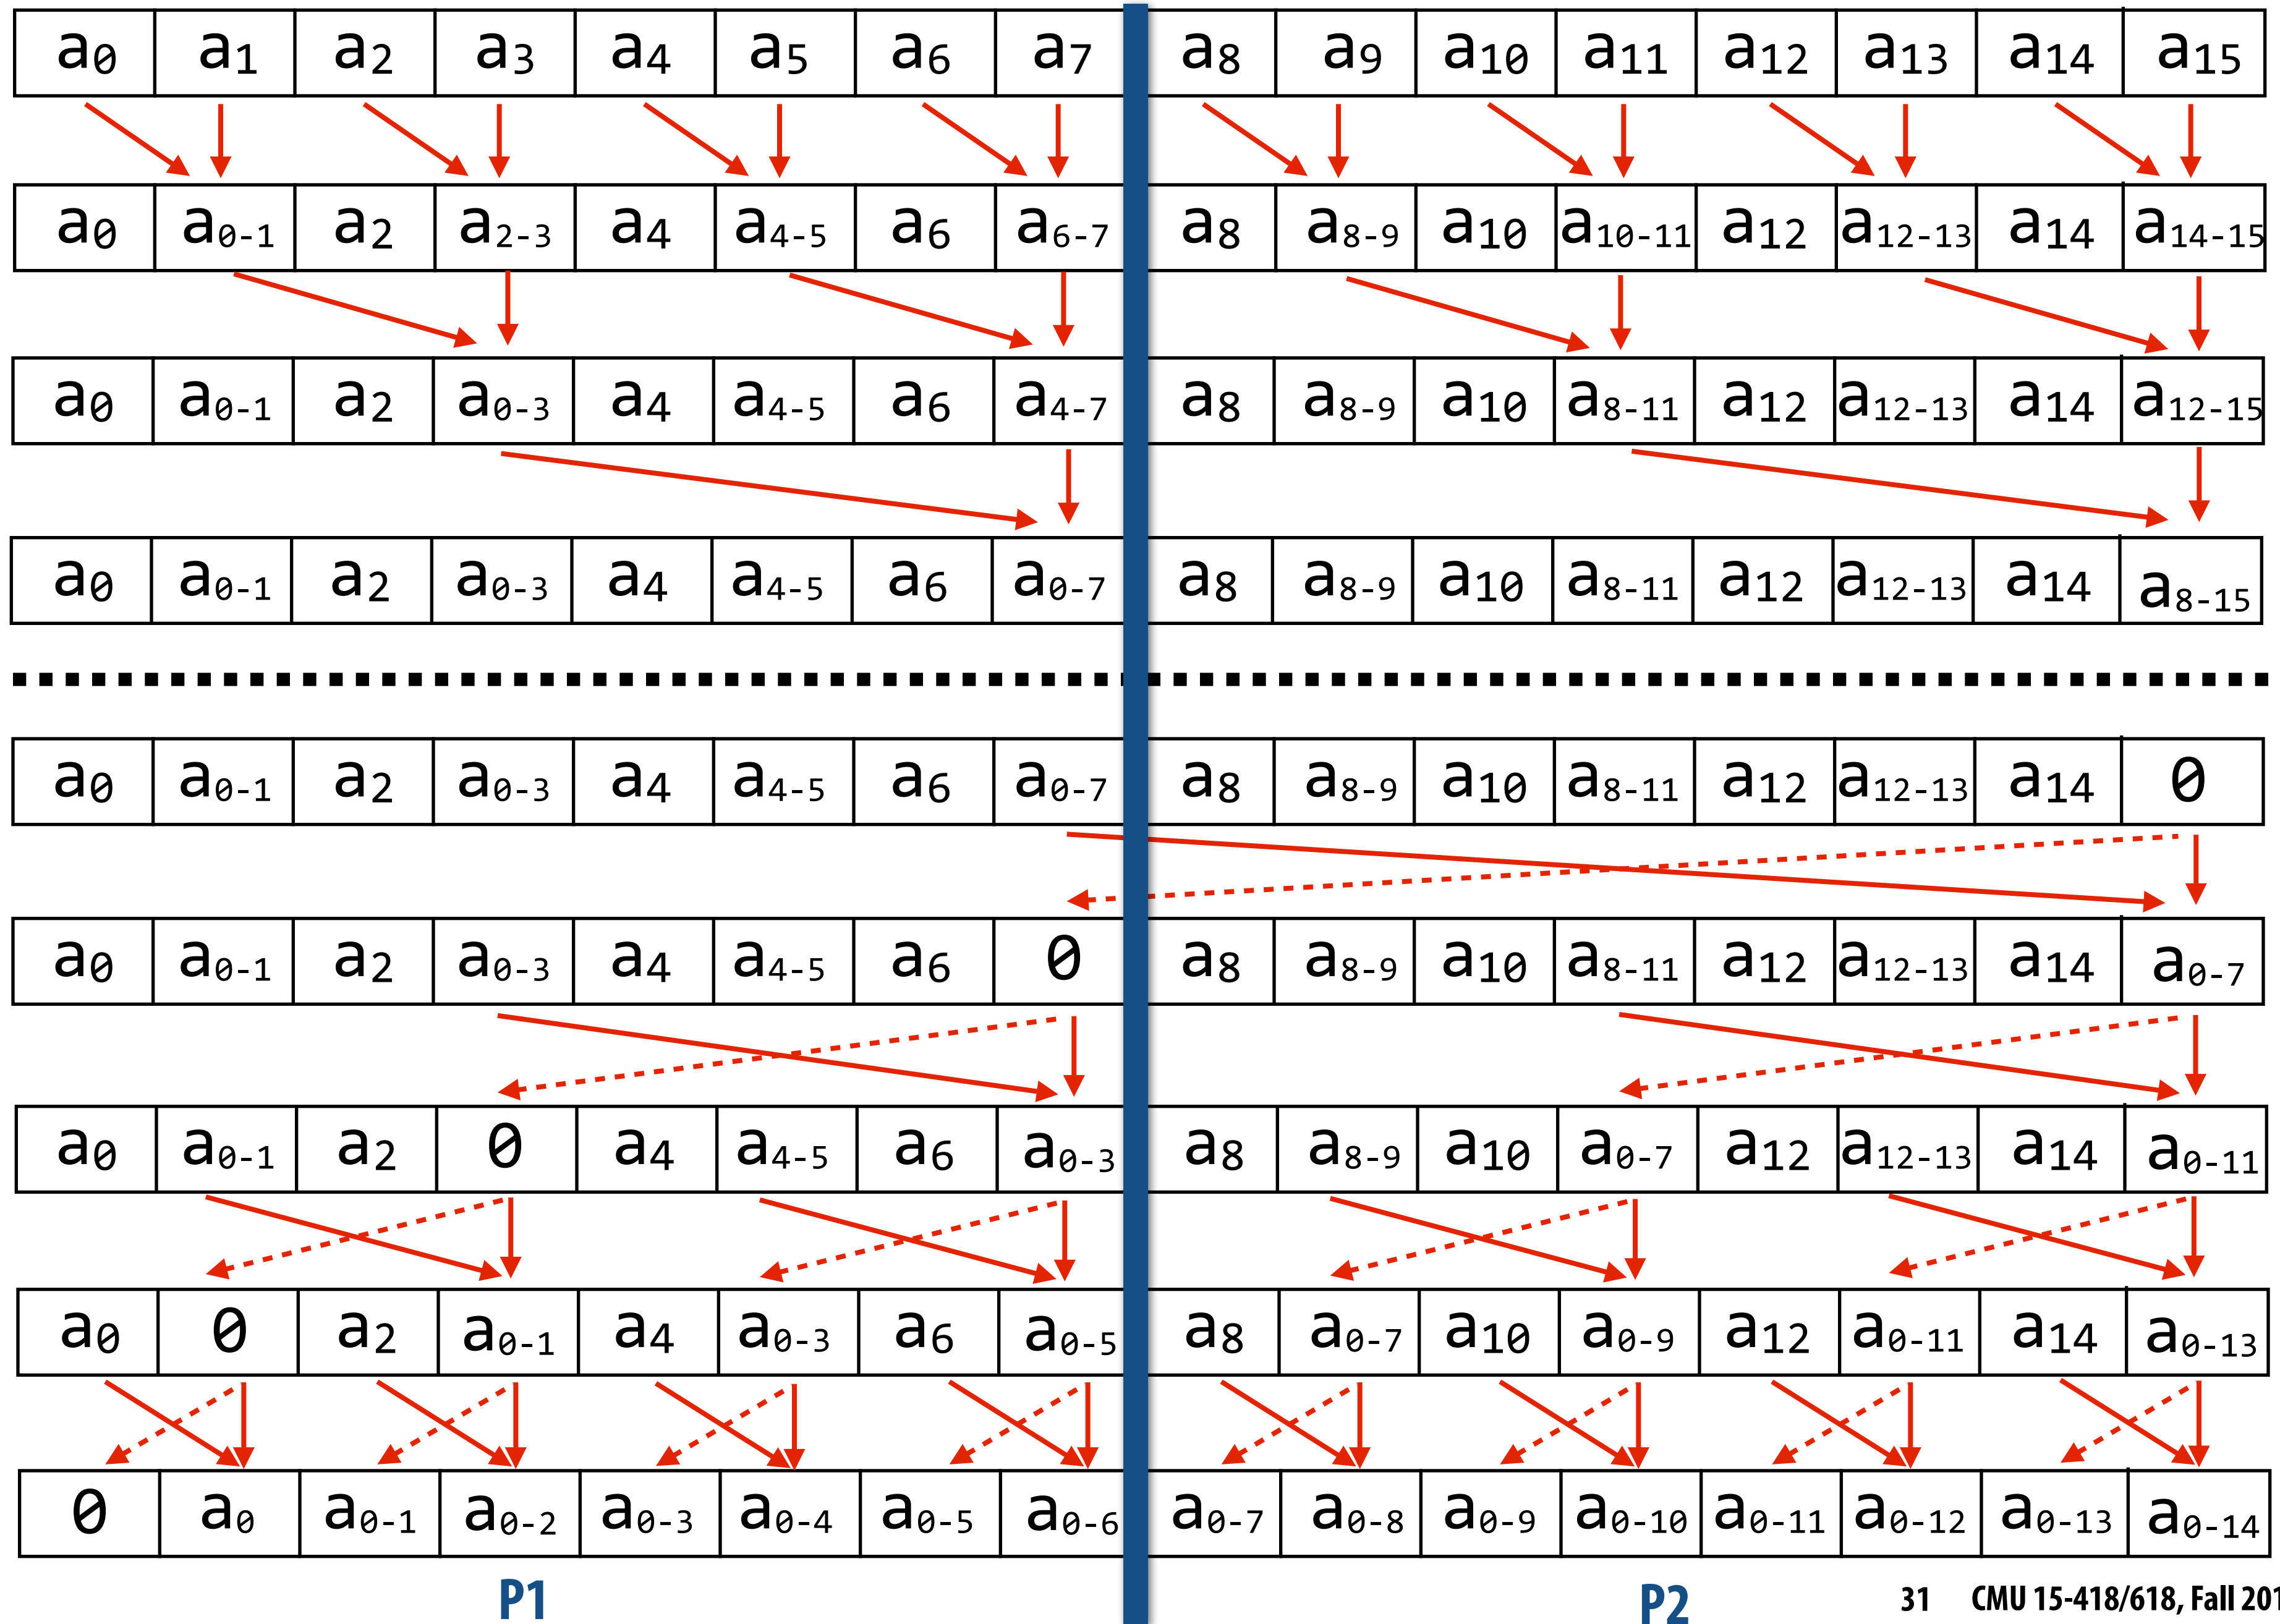 a0 a1 a2 a3 a4 a5 a6 a7 a8 a9 a10 a11 a12 a13 a14 a15
a0 a0-1 a2 a2-3 a4 a4-5 a6 a6-7 a8 a8-9 a10 a10-11 a12 a12-13 a14 a14-15
a0 a0-1 a2 a0-3 a4 a4-5 a6 a4-7 a8 a8-9 a10 a8-11 a12 a12-13 a14 a12-15
a0 a0-1 a2 a0-3 a4 a4-5 a6 a0-7 a8 a8-9 a10 a8-11 a12 a12-13 a14 a8-15
a0 a0-1 a2 a0-3 a4 a4-5 a6 a0-7 a8 a8-9 a10 a8-11 a12 a12-13 a14 0
a0 a0-1 a2 a0-3 a4 a4-5 a6 0 a8 a8-9 a10 a8-11 a12 a12-13 a14 a0-7
a0 a0-1 a2 0 a4 a4-5 a6 a0-3 a8 a8-9 a10 a0-7 a12 a12-13 a14 a0-11
a0 0 a2 a0-1 a4 a0-3 a6 a0-5 a8 a0-7 a10 a0-9 a12 a0-11 a14 a0-13
0 a0 a0-1 a0-2 a0-3 a0-4 a0-5 a0-6 a0-7 a0-8 a0-9 a0-10 a0-11 a0-12 a0-13 a0-14
P1 P2
31 CMU 15-418/618, Fall 201